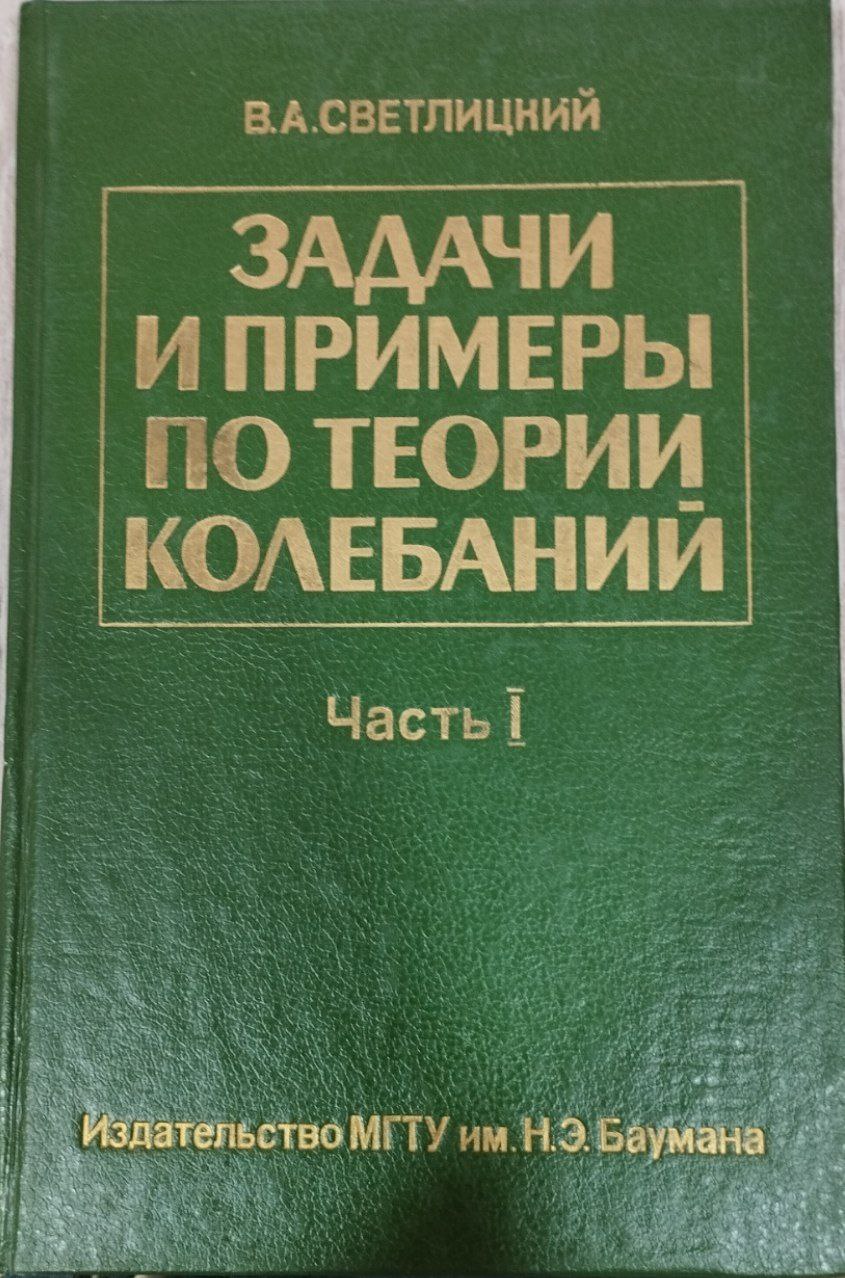 В.А.СВЕТЛИЦКИЙ
ЗАДАЧИ
И ПРИМЕРЫ
ПО ТЕОРИИ
КОЛЕБАНИЙ
Часть I
Издательство МГТУ им. Н.Э. Баумана